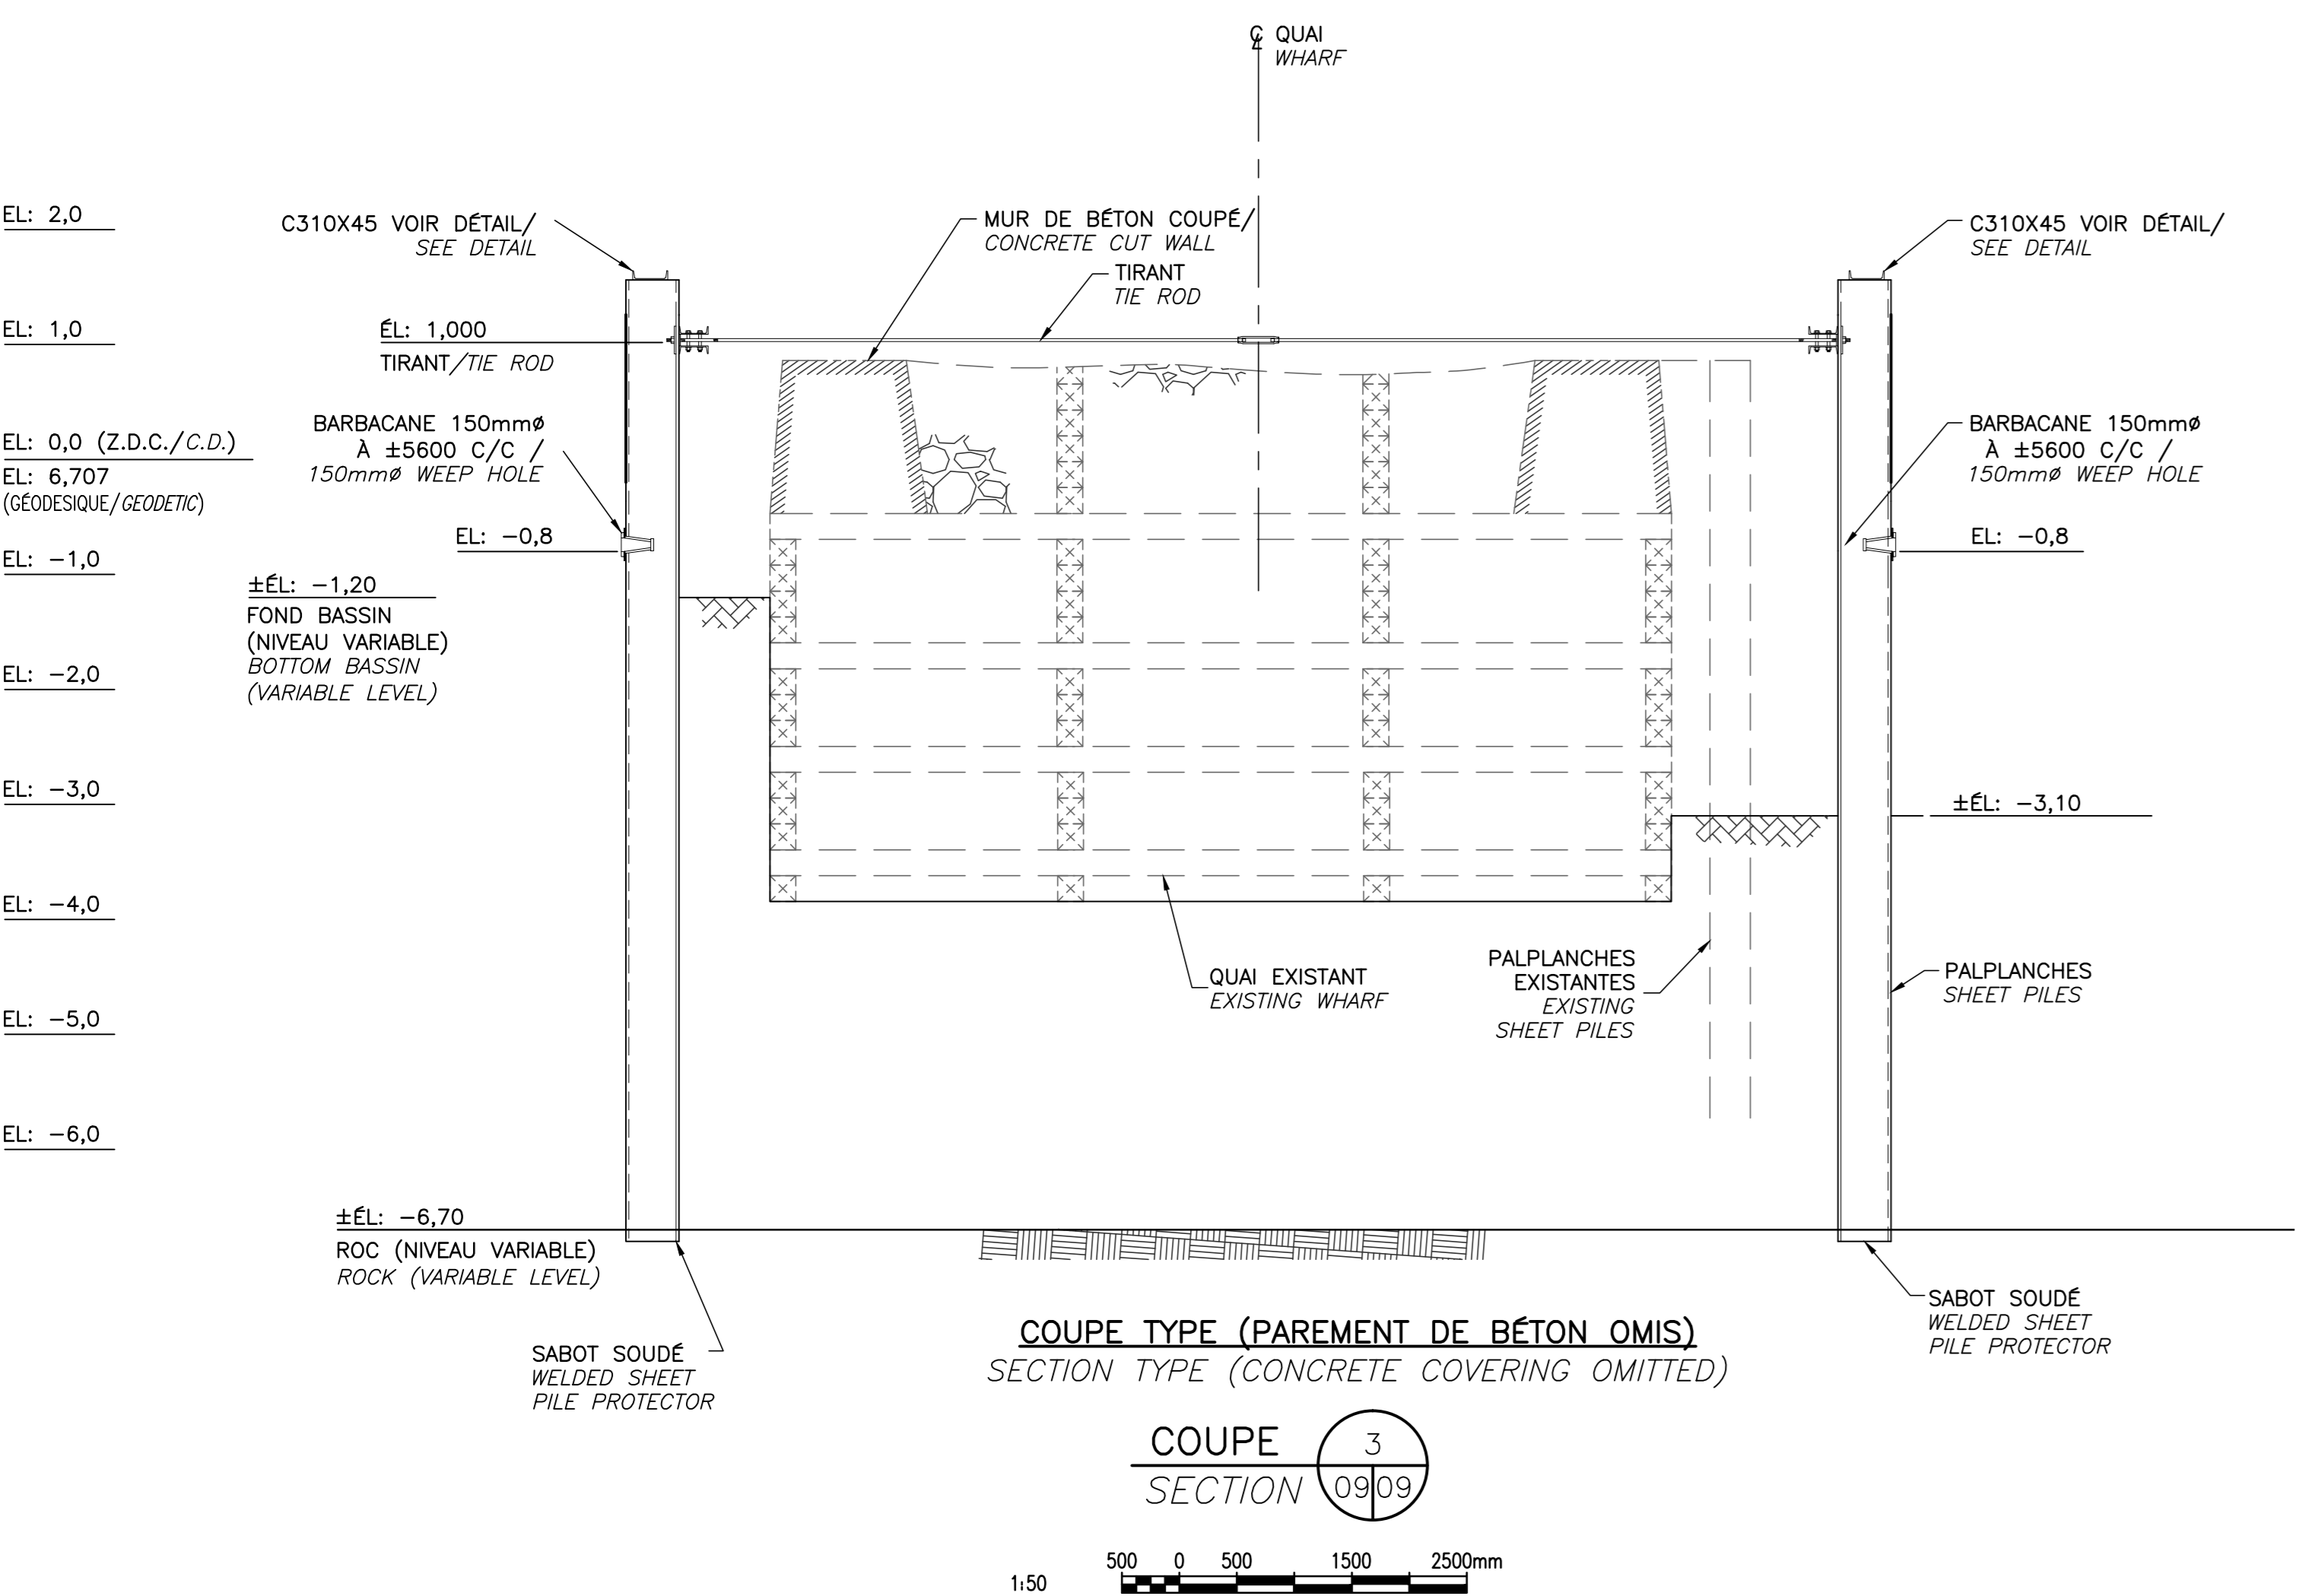 ℄ QUAI
WHARF
EL: 2,0
EL: 1,0
EL: 0,0 (Z.D.C./C.D.)
EL: 6,707
(GÉODESIQUE/GEODETIC)
EL: −1,0
EL: −2,0
EL: −3,0
EL: −4,0
EL: −5,0
EL: −6,0
C310X45 VOIR DÉTAIL/
SEE DETAIL
ÉL: 1,000
TIRANT/TIE ROD
BARBACANE 150mmø
À ±5600 C/C /
150mmø WEEP HOLE
EL: −0,8
±ÉL: −1,20
FOND BASSIN
(NIVEAU VARIABLE)
BOTTOM BASSIN
(VARIABLE LEVEL)
MUR DE BÉTON COUPÉ/
CONCRETE CUT WALL
TIRANT
TIE ROD
C310X45 VOIR DÉTAIL/
SEE DETAIL
BARBACANE 150mmø
À ±5600 C/C /
150mmø WEEP HOLE
EL: −0,8
±ÉL: −3,10
QUAI EXISTANT
EXISTING WHARF
PALPLANCHES
EXISTANTES
EXISTING
SHEET PILES
PALPLANCHES
SHEET PILES
±ÉL: −6,70
ROC (NIVEAU VARIABLE)
ROCK (VARIABLE LEVEL)
SABOT SOUDÉ
WELDED SHEET
PILE PROTECTOR
SABOT SOUDÉ
WELDED SHEET
PILE PROTECTOR
COUPE TYPE (PAREMENT DE BÉTON OMIS)
SECTION TYPE (CONCRETE COVERING OMITTED)
COUPE
SECTION
3
09 09
500 0 500 1500 2500mm
1:50